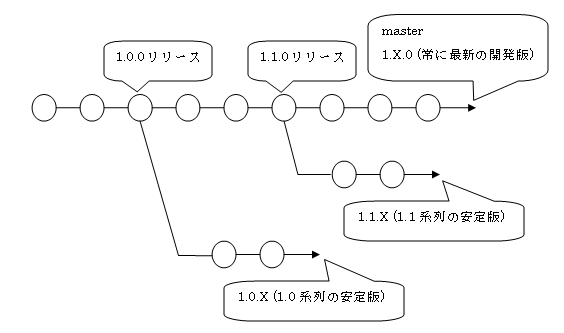 1.0.0リリース
1.1.0リリース
master
1.X.0 (常に最新の開発版)
1.1.X (1.1 系列の安定版)
1.0.X (1.0 系列の安定版)